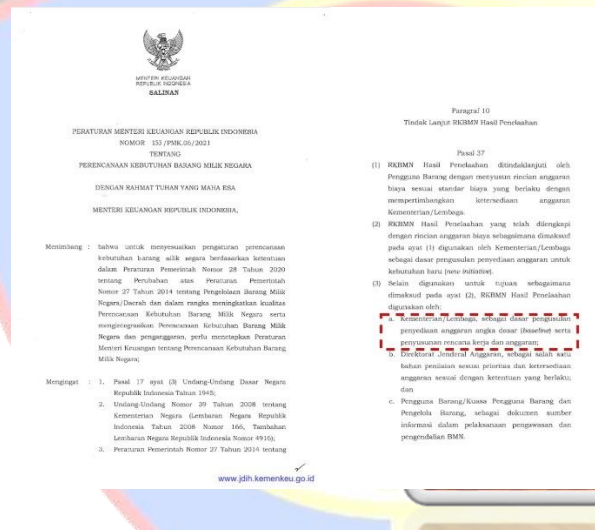 MENTERI KEUANGAN
REPUBLIK INDONESIA
SALINAN
PERATURAN MENTERI KEUANGAN REPUBLIK INDONESIA
NOMOR 153/PMK.06/2021
TENTANG
PERENCANAAN KEBUTUHAN BARANG MILIK NEGARA
DENGAN RAHMAT TUHAN YANG MAHA ESA
MENTERI KEUANGAN REPUBLIK INDONESIA,
Menimbang : bahwa untuk menyesuaikan pengaturan perencanaan
kebutuhan barang milik negara berdasarkan ketentuan
dalam Peraturan Pemerintah Nomor 28 Tahun 2020
tentang Perubahan atas Peraturan Pemerintah
Nomor 27 Tahun 2014 tentang Pengelolaan Barang Milik
Negara/Daerah dan dalam rangka meningkatkan kualitas
Perencanaan Kebutuhan Barang Milik Negara serta
mengintegrasikan Perencanaan Kebutuhan Barang Milik
Negara dan penganggaran, perlu menetapkan Peraturan
Menteri Keuangan tentang Perencanaan Kebutuhan Barang
Milik Negara;
Mengingat : 1. Pasal 17 ayat (3) Undang-Undang Dasar Negara
Republik Indonesia Tahun 1945;
2. Undang-Undang Nomor 39 Tahun 2008 tentang
Kementerian Negara (Lembaran Negara Republik
Indonesia Tahun 2008 Nomor 166, Tambahan
Lembaran Negara Republik Indonesia Nomor 4916);
3. Peraturan Pemerintah Nomor 27 Tahun 2014 tentang
www.jdih.kemenkeu.go.id
Paragraf 10
Tindak Lanjut RKBMN Hasil Penelaahan
Pasal 37
(1) RKBMN Hasil Penelaahan ditindaklanjuti oleh
Pengguna Barang dengan menyusun rincian anggaran
biaya sesuai standar biaya yang berlaku dengan
mempertimbangkan ketersediaan anggaran
Kementerian/Lembaga.
(2) RKBMN Hasil Penelaahan yang telah dilengkapi
dengan rincian anggaran biaya sebagaimana dimaksud
pada ayat (1) digunakan oleh Kementerian/Lembaga
sebagai dasar pengusulan penyediaan anggaran untuk
kebutuhan baru (new initiative).
(3) Selain digunakan untuk tujuan sebagaimana
dimaksud pada ayat (2), RKBMN Hasil Penelaahan
digunakan oleh:
a. Kementerian/Lembaga, sebagai dasar pengusulan
penyediaan anggaran angka dasar (baseline) serta
penyusunan rencana kerja dan anggaran;
b. Direktorat Jenderal Anggaran, sebagai salah satu
bahan penilaian sesuai prioritas dan ketersediaan
anggaran sesuai dengan ketentuan yang berlaku;
dan
c. Pengguna Barang/Kuasa Pengguna Barang dan
Pengelola Barang, sebagai dokumen sumber
informasi dalam pelaksanaan pengawasan dan
pengendalian BMN.